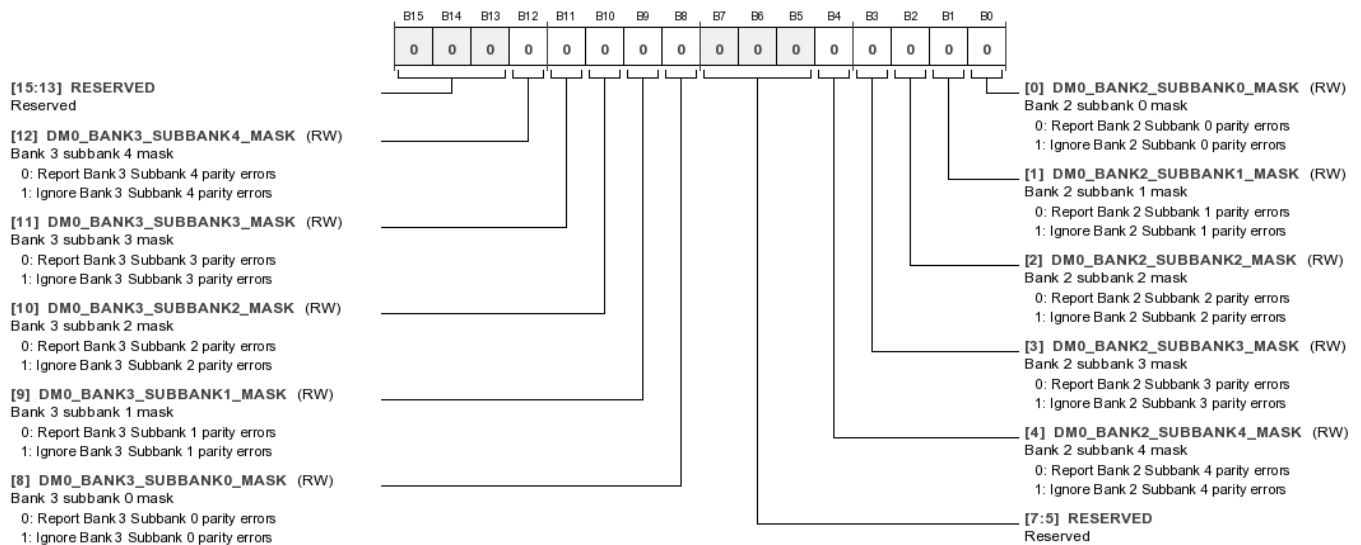 B15 B14 B13 B12 B11 B10 B9 B8 B7 B6 B5 B4 B3 B2 B1 B0
0 0 0 0 0 0 0 0 0 0 0 0 0 0 0 0
[15:13] RESERVED
Reserved
[12] DM0_BANK3_SUBBANK4_MASK (RW)
Bank 3 subbank 4 mask
0: Report Bank 3 Subbank 4 parity errors
1: Ignore Bank 3 Subbank 4 parity errors
[11] DM0_BANK3_SUBBANK3_MASK (RW)
Bank 3 subbank 3 mask
0: Report Bank 3 Subbank 3 parity errors
1: Ignore Bank 3 Subbank 3 parity errors
[10] DM0_BANK3_SUBBANK2_MASK (RW)
Bank 3 subbank 2 mask
0: Report Bank 3 Subbank 2 parity errors
1: Ignore Bank 3 Subbank 2 parity errors
[9] DM0_BANK3_SUBBANK1_MASK (RW)
Bank 3 subbank 1 mask
0: Report Bank 3 Subbank 1 parity errors
1: Ignore Bank 3 Subbank 1 parity errors
[8] DM0_BANK3_SUBBANK0_MASK (RW)
Bank 3 subbank 0 mask
0: Report Bank 3 Subbank 0 parity errors
1: Ignore Bank 3 Subbank 0 parity errors
[0] DM0_BANK2_SUBBANK0_MASK (RW)
Bank 2 subbank 0 mask
0: Report Bank 2 Subbank 0 parity errors
1: Ignore Bank 2 Subbank 0 parity errors
[1] DM0_BANK2_SUBBANK1_MASK (RW)
Bank 2 subbank 1 mask
0: Report Bank 2 Subbank 1 parity errors
1: Ignore Bank 2 Subbank 1 parity errors
[2] DM0_BANK2_SUBBANK2_MASK (RW)
Bank 2 subbank 2 mask
0: Report Bank 2 Subbank 2 parity errors
1: Ignore Bank 2 Subbank 2 parity errors
[3] DM0_BANK2_SUBBANK3_MASK (RW)
Bank 2 subbank 3 mask
0: Report Bank 2 Subbank 3 parity errors
1: Ignore Bank 2 Subbank 3 parity errors
[4] DM0_BANK2_SUBBANK4_MASK (RW)
Bank 2 subbank 4 mask
0: Report Bank 2 Subbank 4 parity errors
1: Ignore Bank 2 Subbank 4 parity errors
[7:5] RESERVED
Reserved